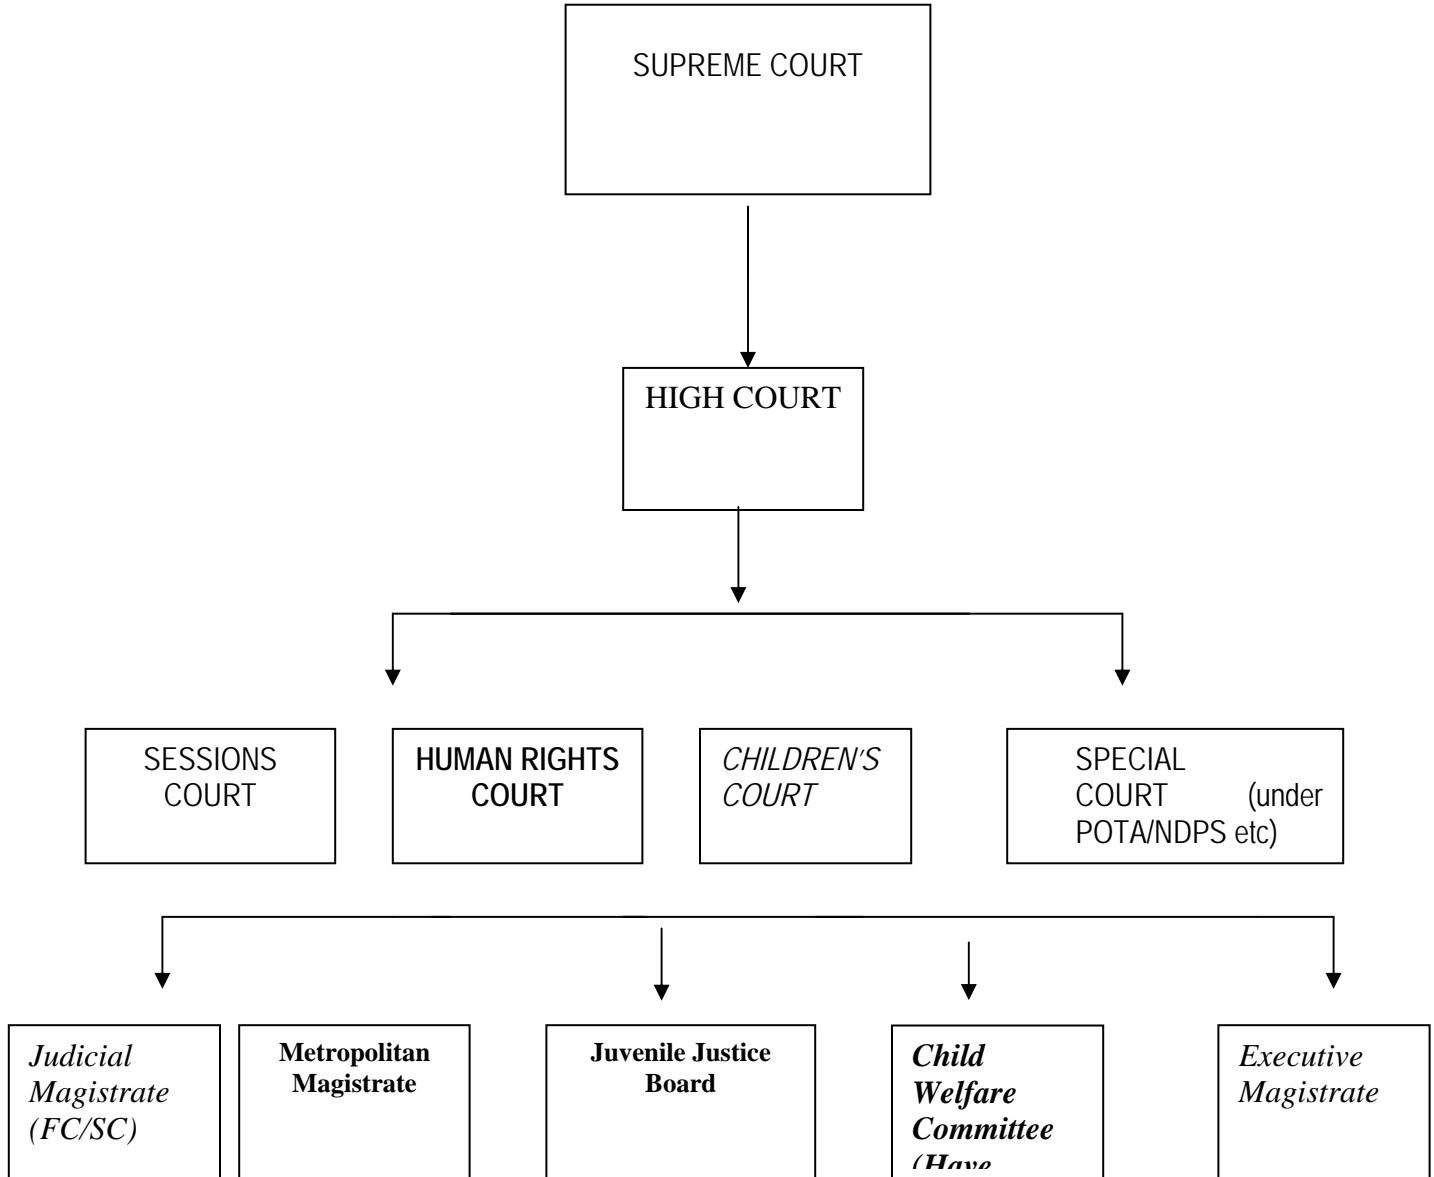 SUPREME COURT
HIGH COURT
SESSIONS
COURT
HUMAN RIGHTS
COURT
CHILDREN'S
COURT
SPECIAL
COURT (under
POTA/NDPS etc)
Judicial
Magistrate
(FC/SC)
Metropolitan
Magistrate
Juvenile Justice
Board
Child
Welfare
Committee
(Have
Executive
Magistrate